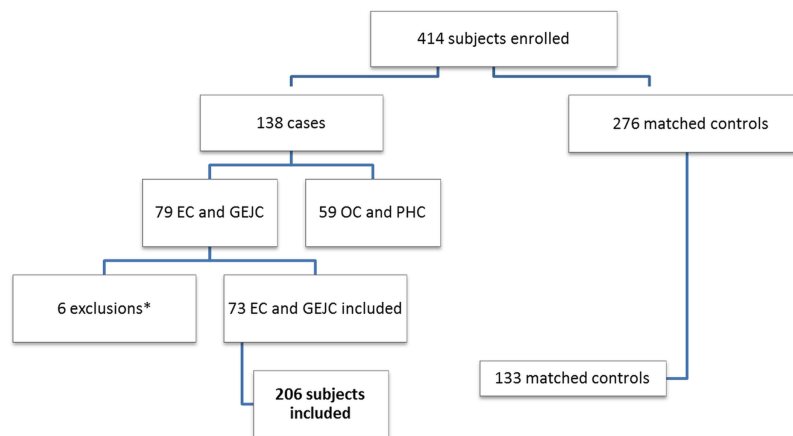 414 subjects enrolled
138 cases
276 matched controls
79 EC and GEJC
59 OC and PHC
6 exclusions*
73 EC and GEJC included
133 matched controls
206 subjects
included